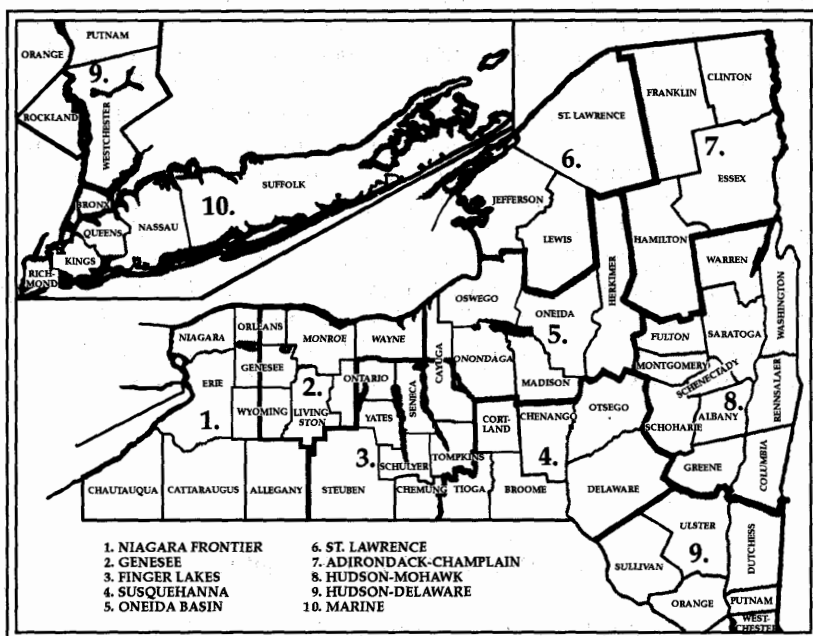 PUTNAM
ORANGE
9.
ROCKLAND
WESTCHESTER
BRONX
QUEENS
NASSAU
10.
SUFFOLK
KINGS
RICH-
MOND
ST. LAWRENCE
6.
FRANKLIN
CLINTON
7.
ESSEX
JEFFERSON
LEWIS
HERKIMER
HAMILTON
WARREN
WASHINGTON
OSWEGO
ONEIDA
5.
NIAGARA
ORLEANS
MONROE
WAYNE
CAYUGA
ONONDAGA
MADISON
FULTON
SARATOGA
MONTGOMERY
SCHENECTADY
RENNSALAER
ERIE
1.
GENESEE
2.
LIVING
STON
WYOMING
ONTARIO
YATES
SENECA
3.
CORT-
LAND
CHENANGO
4.
OTSEGO
SCHOHARIE
ALBANY
8.
GREENE
COLUMBIA
CHAUTAUQUA
CATTARAUGUS
ALLEGANY
STEUBEN
SCHULYER
TOMPKINS
CHEMUNG
TIOGA
BROOME
DELAWARE
ULSTER
9.
SULLIVAN
DUTCHESS
ORANGE
PUTNAM
WEST-
CHESTER
1. NIAGARA FRONTIER
2. GENESEE
3. FINGER LAKES
4. SUSQUEHANNA
5. ONEIDA BASIN
6. ST. LAWRENCE
7. ADIRONDACK-CHAMPLAIN
8. HUDSON-MOHAWK
9. HUDSON-DELAWARE
10. MARINE